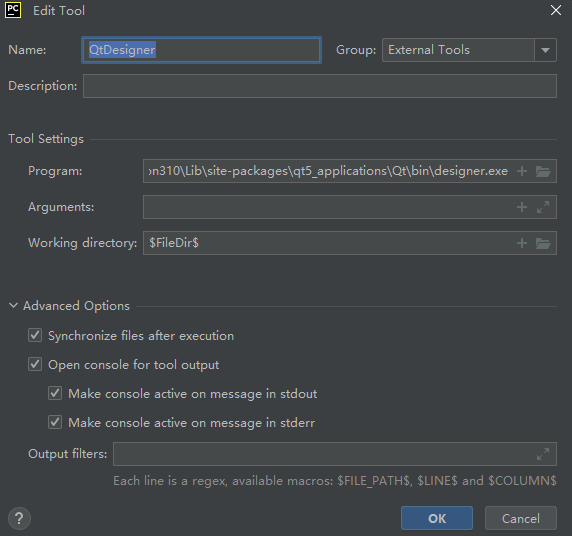 PC Edit Tool
Name: QtDesigner Group: External Tools
Description:
Tool Settings
Program: on310\Lib\site-packages\qt5_applications\Qt\bin\designer.exe
Arguments:
Working directory: $FileDir$
Advanced Options
Synchronize files after execution
Open console for tool output
Make console active on message in stdout
Make console active on message in stderr
Output filters:
Each line is a regex, available macros: $FILE_PATH$, $LINE$ and $COLUMN$
? OK Cancel